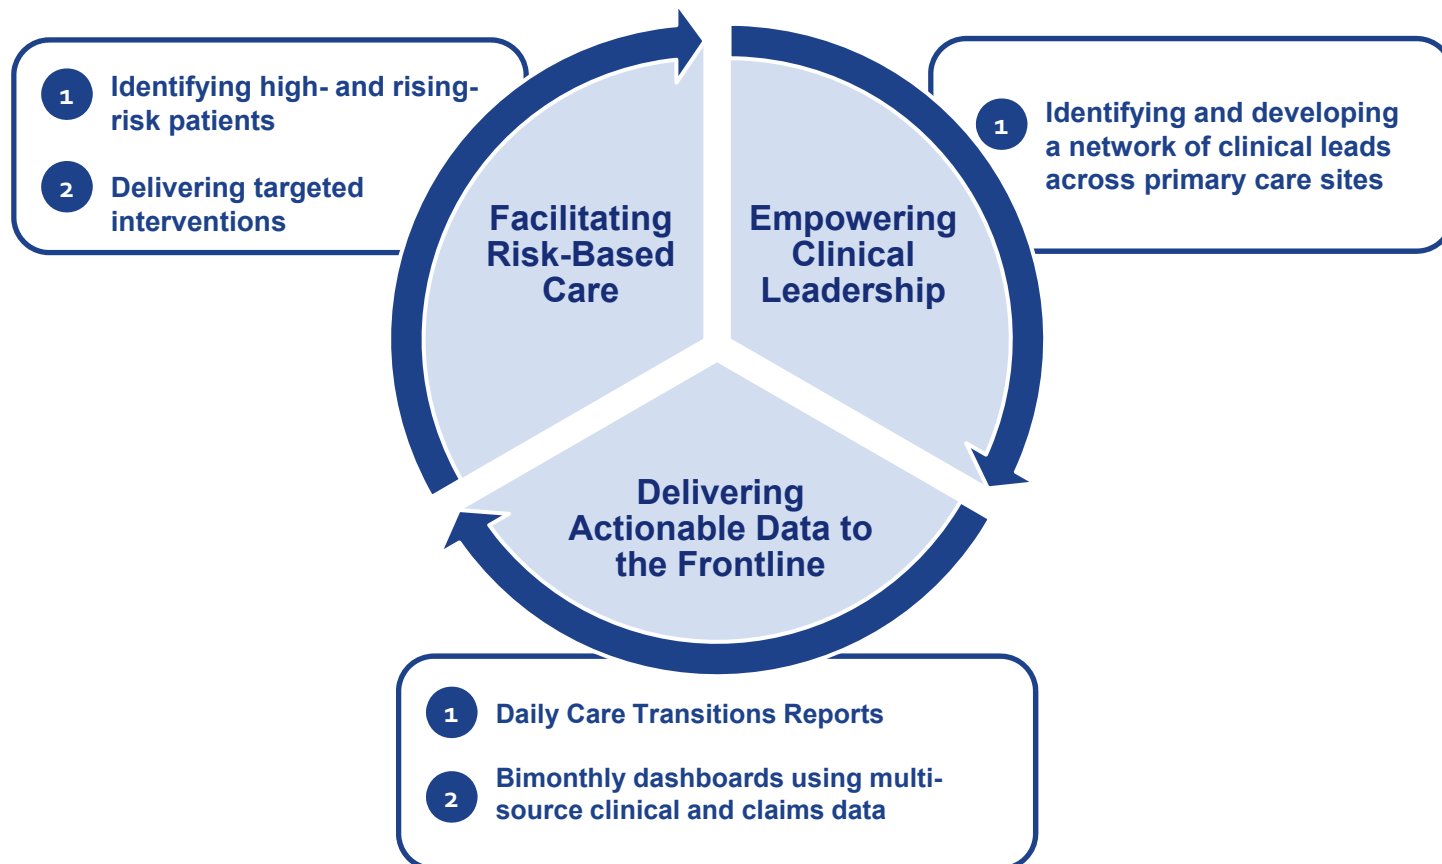 1
Identifying high- and rising-
risk patients
2
Delivering targeted
interventions
1
Identifying and developing
a network of clinical leads
across primary care sites
Facilitating
Risk-Based
Care
Empowering
Clinical
Leadership
Delivering
Actionable Data to
the Frontline
1
Daily Care Transitions Reports
2
Bimonthly dashboards using multi-
source clinical and claims data